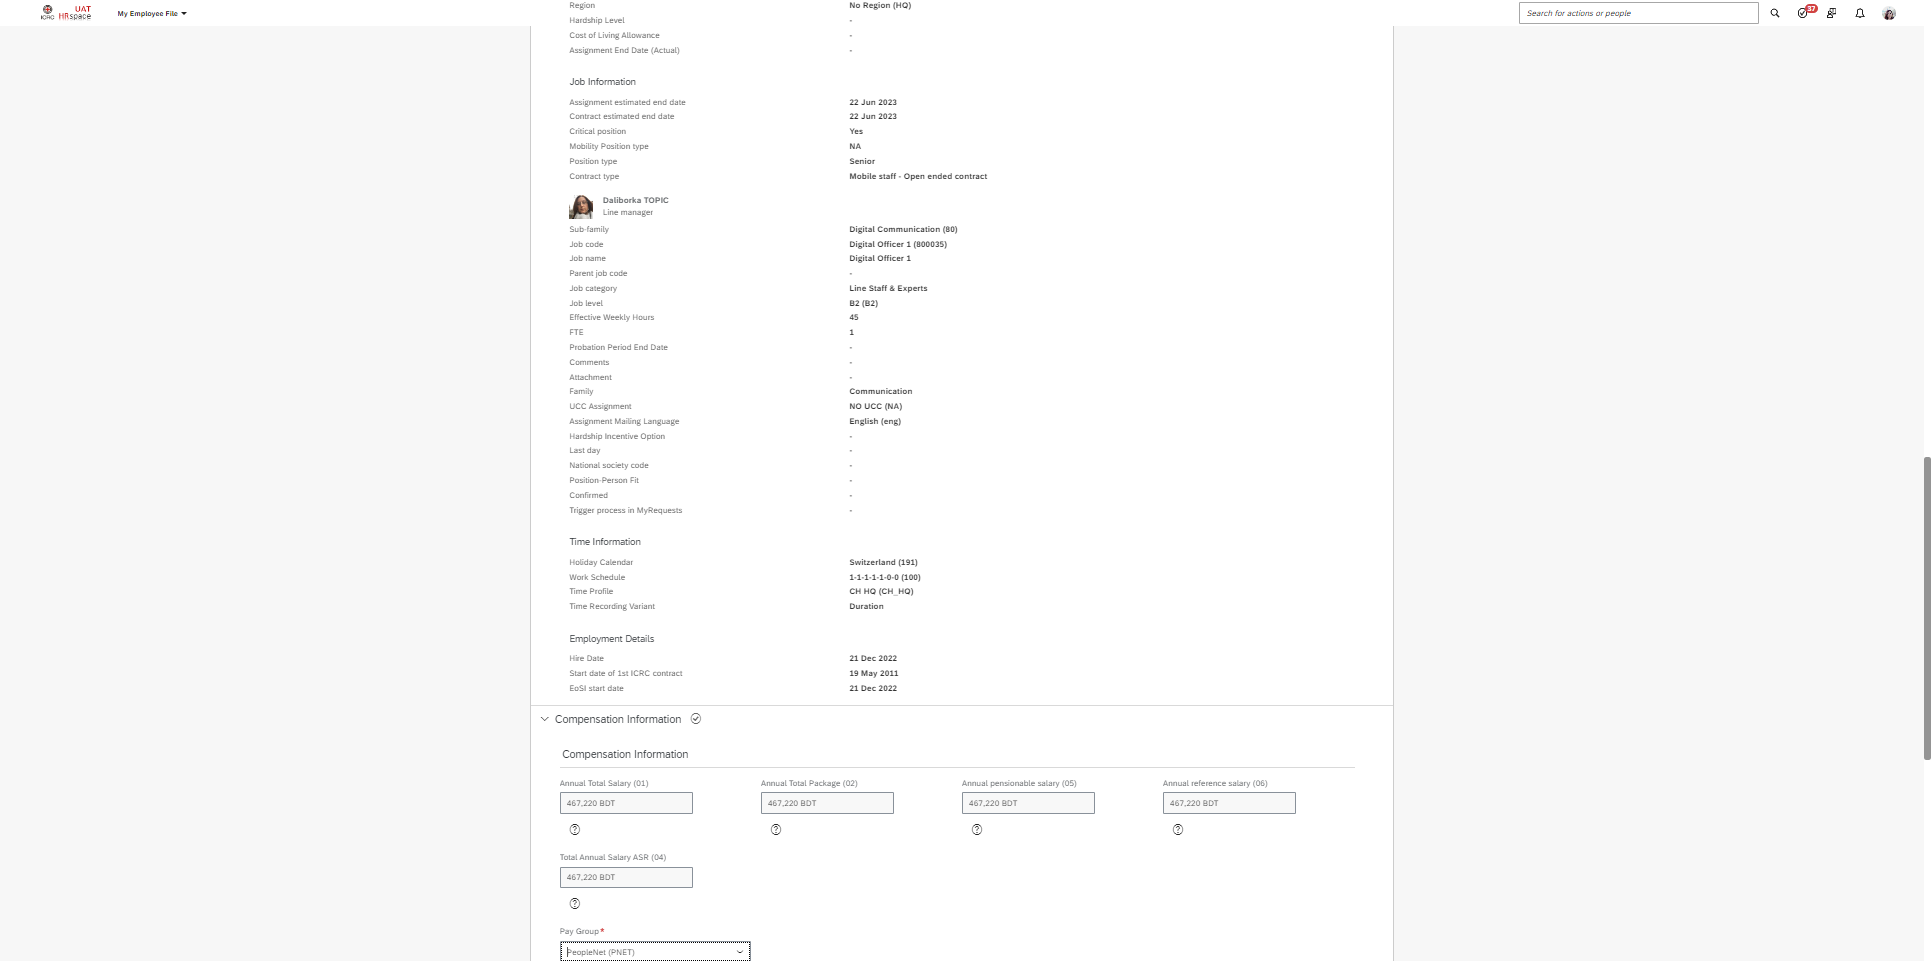 ICRC UAT HRspace My Employee File Search for actions or people 37
Region No Region (HQ)
Hardship Level -
Cost of Living Allowance -
Assignment End Date (Actual) -
Job Information
Assignment estimated end date 22 Jun 2023
Contract estimated end date 22 Jun 2023
Critical position Yes
Mobility Position type NA
Position type Senior
Contract type Mobile staff - Open ended contract
Daliborka TOPIC
Line manager
Sub-family Digital Communication (80)
Job code Digital Officer 1 (800035)
Job name Digital Officer 1
Parent job code -
Job category Line Staff & Experts
Job level B2 (B2)
Effective Weekly Hours 45
FTE 1
Probation Period End Date -
Comments -
Attachment -
Family Communication
UCC Assignment NO UCC (NA)
Assignment Mailing Language English (eng)
Hardship Incentive Option -
Last day -
National society code -
Position-Person Fit -
Confirmed -
Trigger process in MyRequests -
Time Information
Holiday Calendar Switzerland (191)
Work Schedule 1-1-1-1-1-0-0 (100)
Time Profile CH HQ (CH_HQ)
Time Recording Variant Duration
Employment Details
Hire Date 21 Dec 2022
Start date of 1st ICRC contract 19 May 2011
EoSI start date 21 Dec 2022
Compensation Information
Compensation Information
Annual Total Salary (01) Annual Total Package (02) Annual pensionable salary (05) Annual reference salary (06)
467,220 BDT 467,220 BDT 467,220 BDT 467,220 BDT
Total Annual Salary ASR (04)
467,220 BDT
Pay Group*
PeopleNet (PNET)